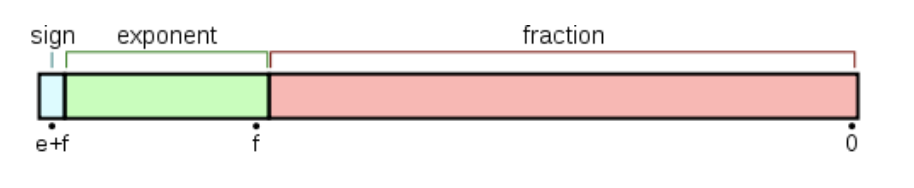 sign exponent fraction
e+f f 0